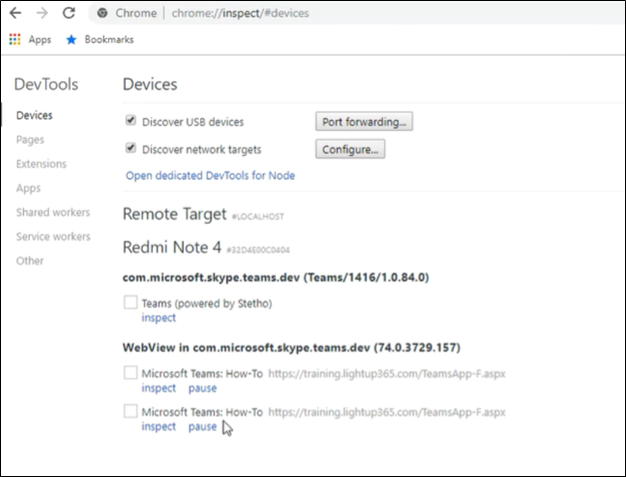 Chrome | chrome://inspect/#devices
Apps Bookmarks
DevTools
Devices
Pages
Extensions
Apps
Shared workers
Service workers
Other
Devices
Discover USB devices Port forwarding...
Discover network targets Configure...
Open dedicated DevTools for Node
Remote Target #LOCALHOST
Redmi Note 4 #32D4E00C0404
com.microsoft.skype.teams.dev (Teams/1416/1.0.84.0)
Teams (powered by Stetho)
inspect
WebView in com.microsoft.skype.teams.dev (74.0.3729.157)
Microsoft Teams: How-To https://training.lightup365.com/TeamsApp-F.aspx
inspect pause
Microsoft Teams: How-To https://training.lightup365.com/TeamsApp-F.aspx
inspect pause